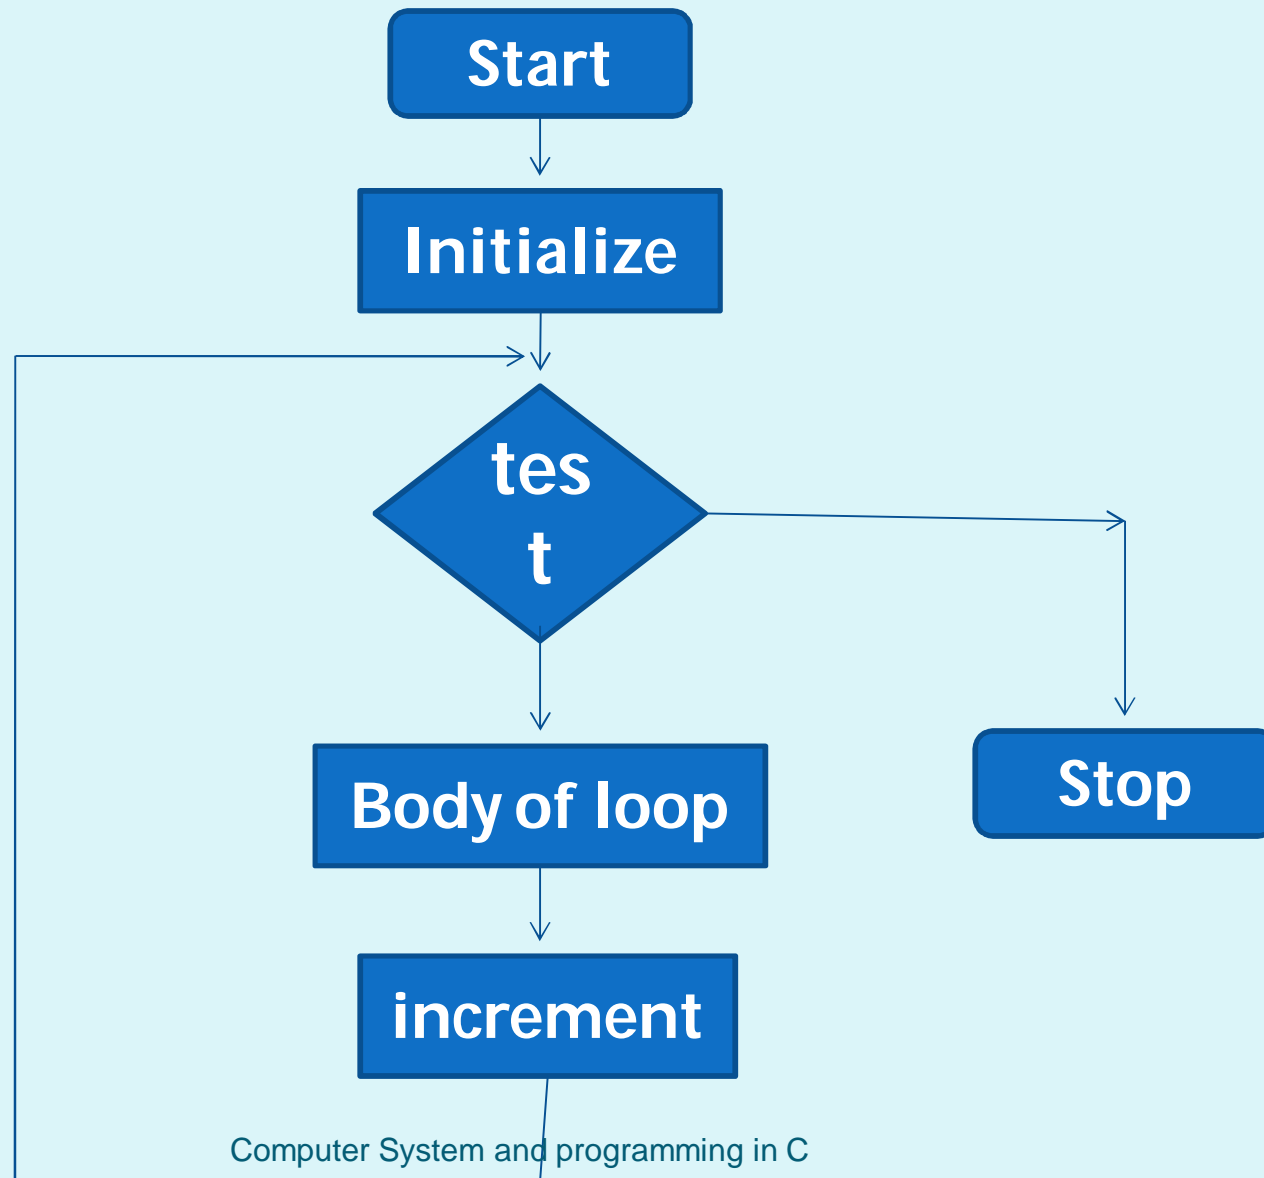 Start
Initialize
tes
t
Body of loop
Stop
increment
Computer System and programming in C